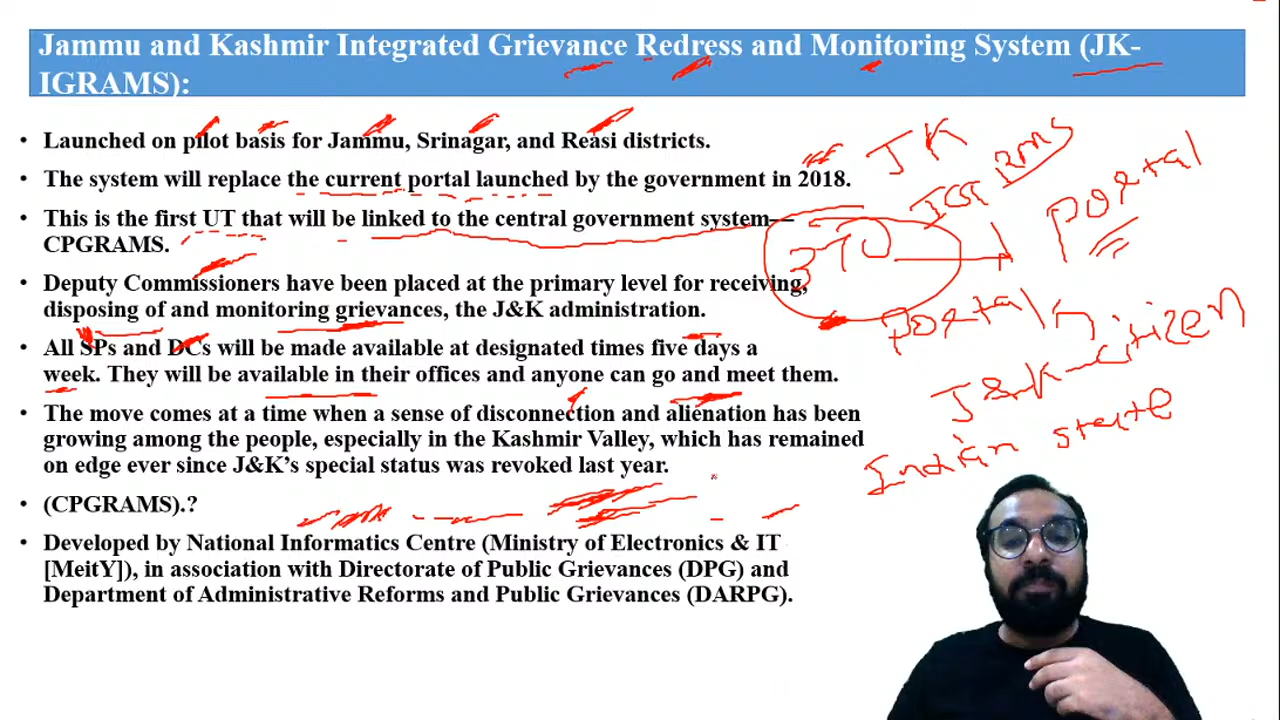 Jammu and Kashmir Integrated Grievance Redress and Monitoring System (JK-
IGRAMS):
• Launched on pilot basis for Jammu, Srinagar, and Reasi districts.
• The system will replace the current portal launched by the government in 2018.
• This is the first UT that will be linked to the central government system—
CPGRAMS.
• Deputy Commissioners have been placed at the primary level for receiving,
disposing of and monitoring grievances, the J&K administration.
• All SPs and DCs will be made available at designated times five days a
week. They will be available in their offices and anyone can go and meet them.
• The move comes at a time when a sense of disconnection and alienation has been
growing among the people, especially in the Kashmir Valley, which has remained
on edge ever since J&K's special status was revoked last year.
• (CPGRAMS).?
• Developed by National Informatics Centre (Ministry of Electronics & IT
[MeitY]), in association with Directorate of Public Grievances (DPG) and
Department of Administrative Reforms and Public Grievances (DARPG).
JK
Portal
370
Portal
J&K-citizen
Indian state